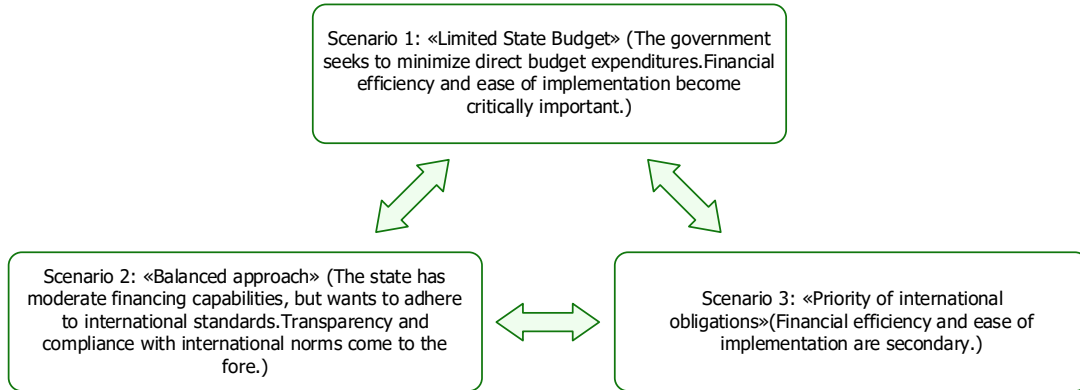 Scenario 1: «Limited State Budget» (The government
seeks to minimize direct budget expenditures.Financial
efficiency and ease of implementation become
critically important.)
Scenario 2: «Balanced approach» (The state has
moderate financing capabilities, but wants to adhere
to international standards.Transparency and
compliance with international norms come to the
fore.)
Scenario 3: «Priority of international
obligations»(Financial efficiency and ease of
implementation are secondary.)